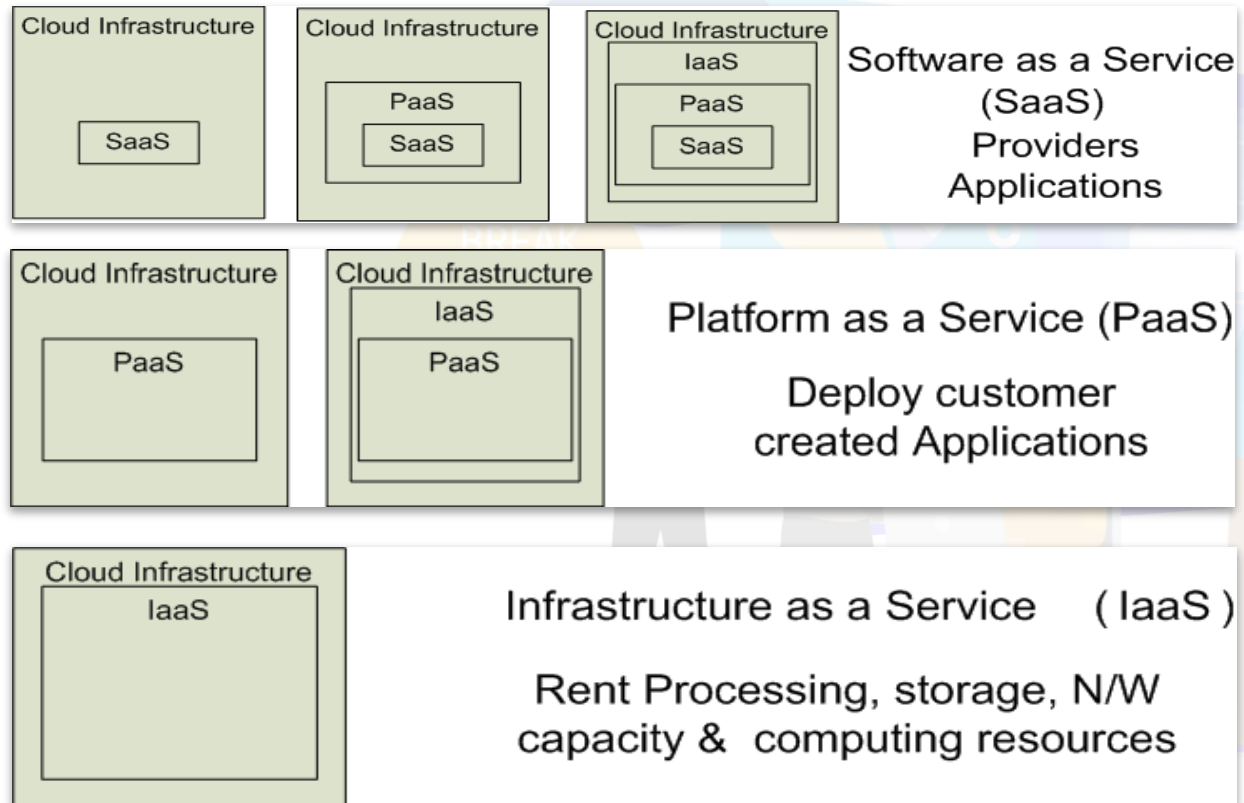 Cloud Infrastructure
SaaS
Cloud Infrastructure
PaaS
SaaS
Cloud Infrastructure
IaaS
PaaS
SaaS
Software as a Service
(SaaS)
Providers
Applications
BREAK
Cloud Infrastructure
PaaS
Cloud Infrastructure
IaaS
PaaS
Platform as a Service (PaaS)
Deploy customer
created Applications
Cloud Infrastructure
IaaS
Infrastructure as a Service ( IaaS )
Rent Processing, storage, N/W
capacity & computing resources